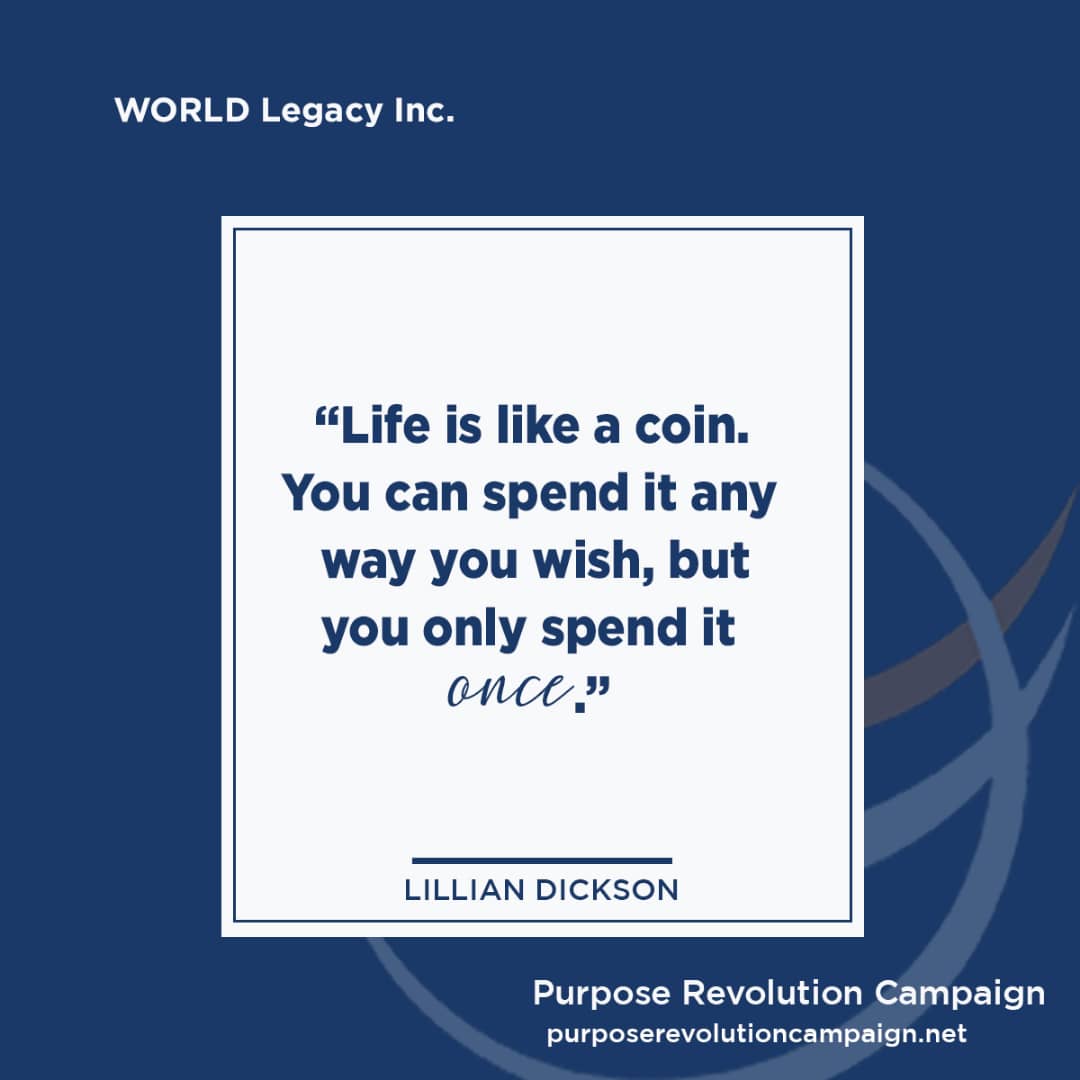 WORLD Legacy Inc.
“Life is like a coin.
You can spend it any
way you wish, but
you only spend it
once.”
LILLIAN DICKSON
Purpose Revolution Campaign
purposerevolutioncampaign.net